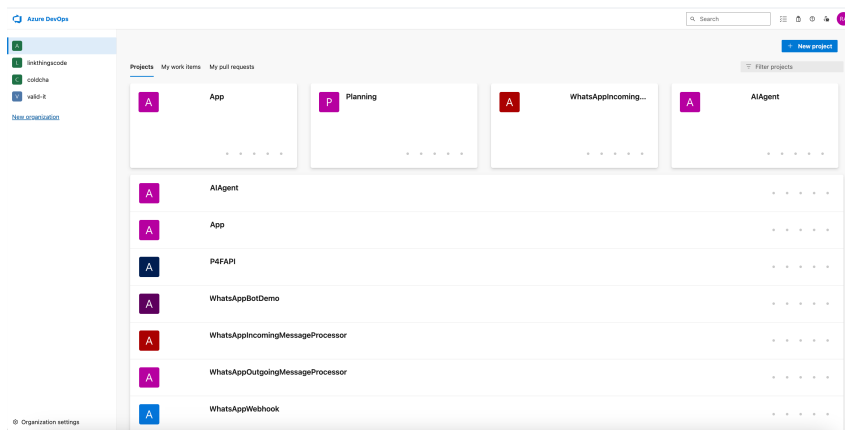 Azure DevOps
Search
RA
A
L linkthingscode
C coldcha
V valid-it
New organization
+ New project
Projects My work items My pull requests
Filter projects
A App
P Planning
A WhatsAppIncoming...
A AIAgent
A AIAgent
A App
A P4FAPI
A WhatsAppBotDemo
A WhatsAppIncomingMessageProcessor
A WhatsAppOutgoingMessageProcessor
A WhatsAppWebhook
Organization settings